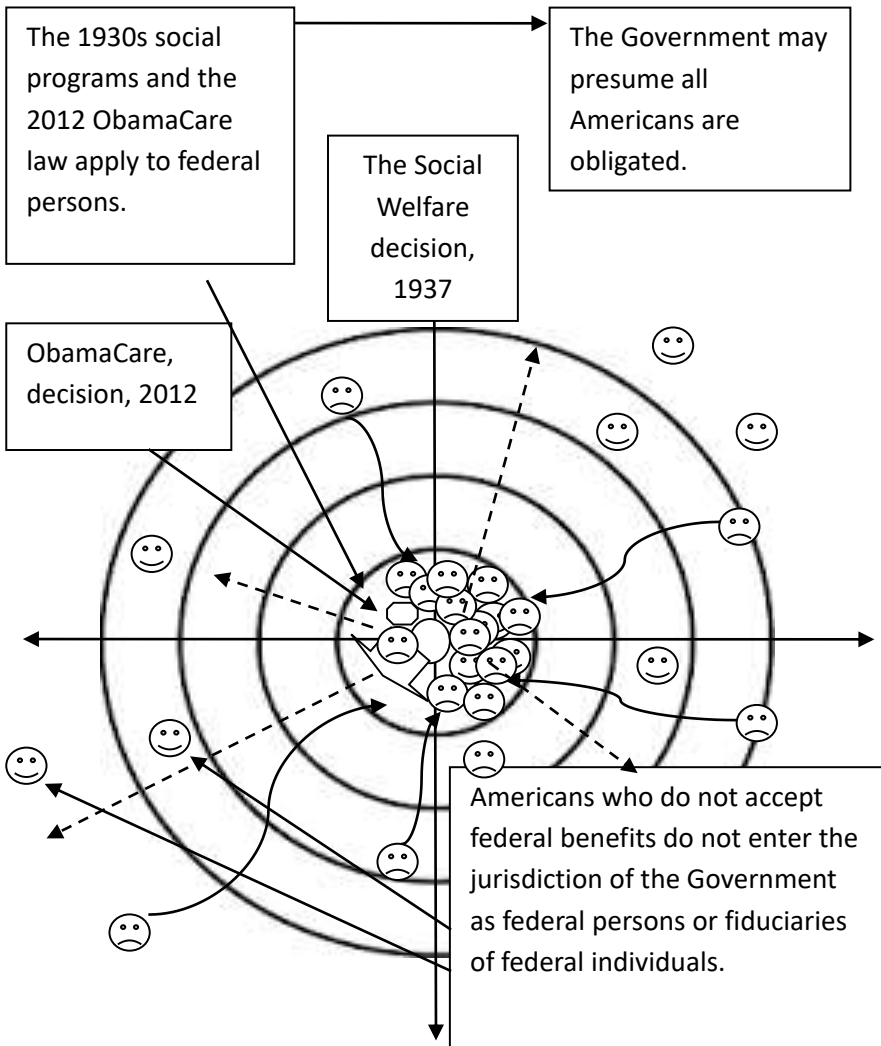 The 1930s social
programs and the
2012 ObamaCare
law apply to federal
persons.
The Government may
presume all
Americans are
obligated.
The Social
Welfare
decision,
1937
ObamaCare,
decision, 2012
Americans who do not accept
federal benefits do not enter the
jurisdiction of the Government
as federal persons or fiduciaries
of federal individuals.